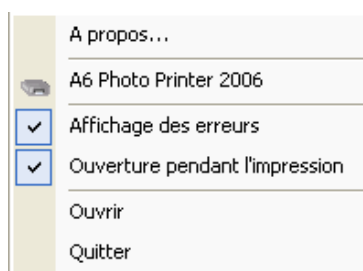 A propos...
A6 Photo Printer 2006
Affichage des erreurs
Ouverture pendant l'impression
Ouvrir
Quitter